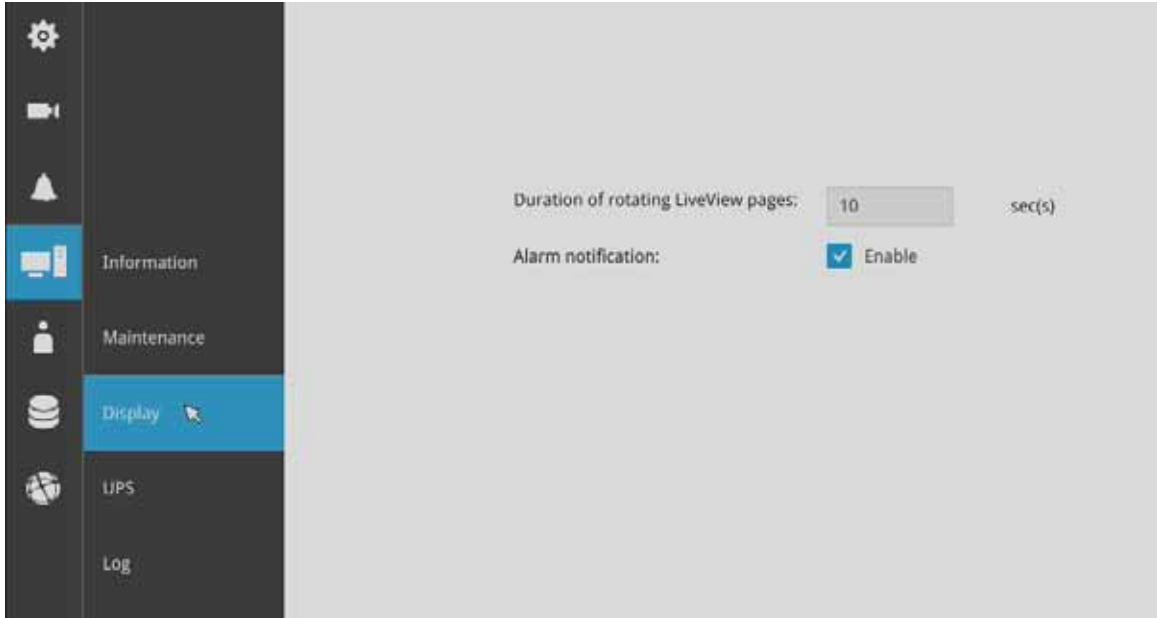 Duration of rotating LiveView pages: 10 sec(s)
Alarm notification: Enable
Information
Maintenance
Display
UPS
Log